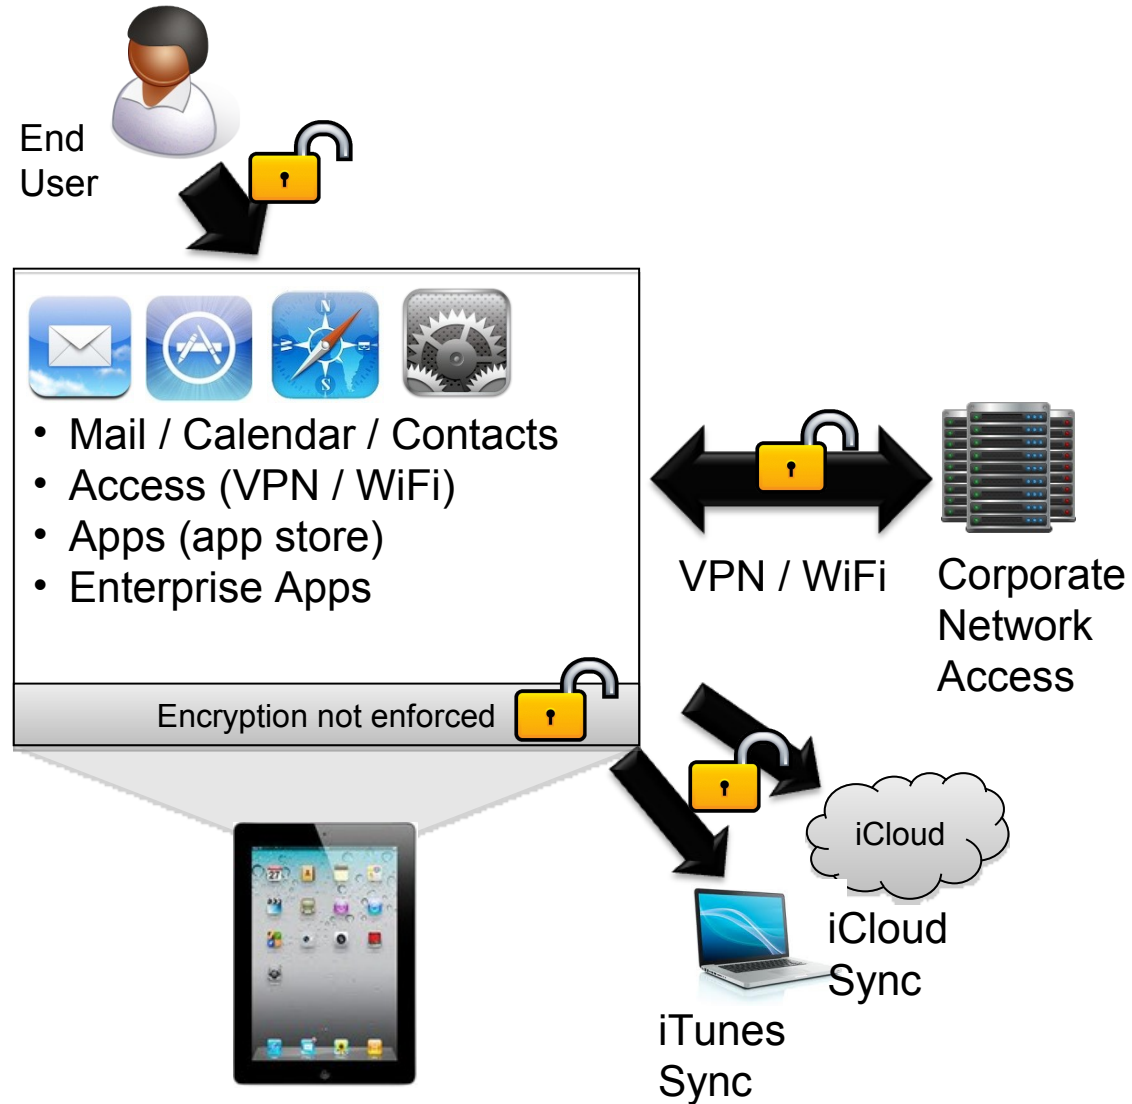 End
User
N
S
• Mail / Calendar / Contacts
• Access (VPN / WiFi)
• Apps (app store)
• Enterprise Apps
VPN / WiFi
Corporate
Network
Access
Encryption not enforced
iCloud
27
iCloud
Sync
iTunes
Sync